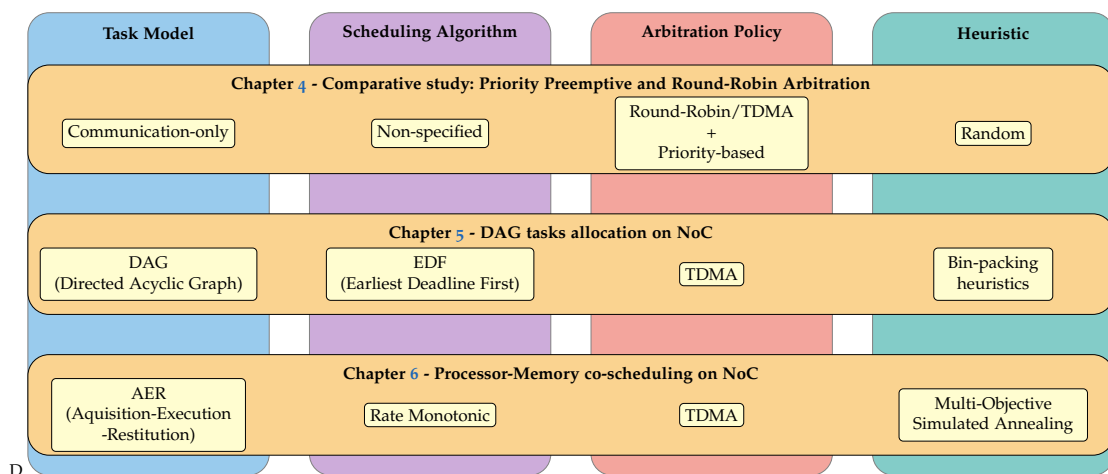 Task Model
Scheduling Algorithm
Arbitration Policy
Heuristic
Chapter 4 - Comparative study: Priority Preemptive and Round-Robin Arbitration
Communication-only
Non-specified
Round-Robin/TDMA
+
Priority-based
Random
Chapter 5 - DAG tasks allocation on NoC
DAG
(Directed Acyclic Graph)
EDF
(Earliest Deadline First)
TDMA
Bin-packing
heuristics
Chapter 6 - Processor-Memory co-scheduling on NoC
AER
(Aquisition-Execution
-Restitution)
Rate Monotonic
TDMA
Multi-Objective
Simulated Annealing
D